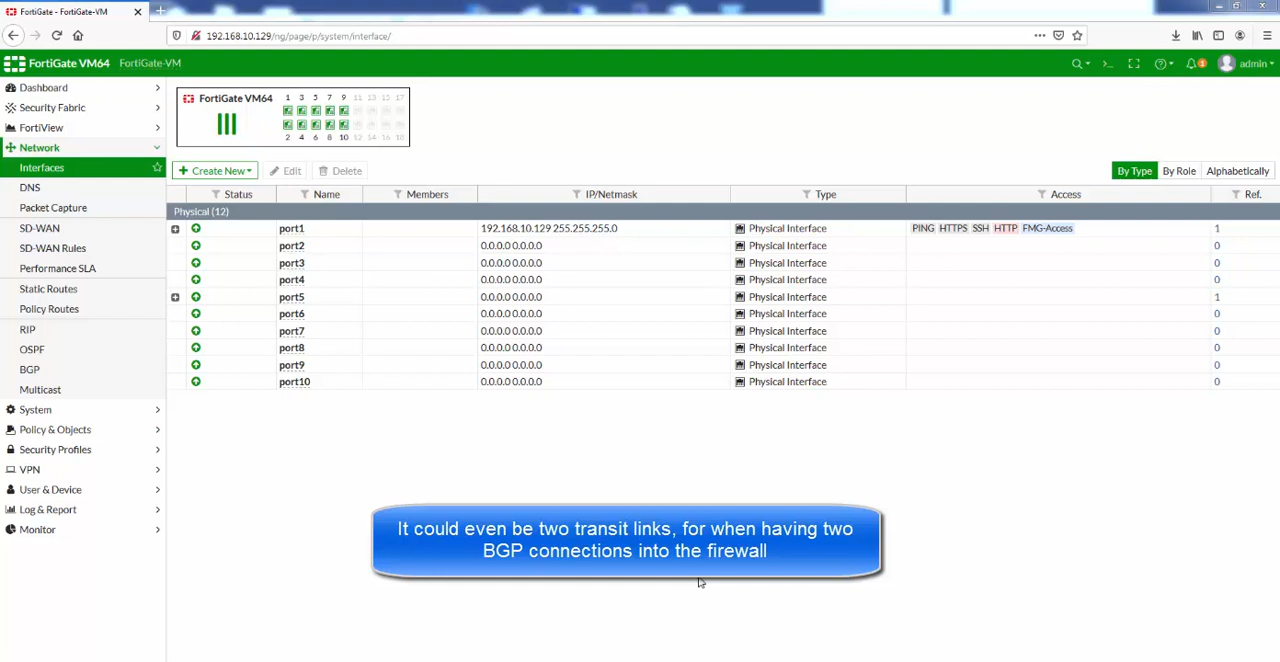 FortiGate - FortiGate-VM
192.168.10.129/ng/page/p/system/interface/
FortiGate VM64 FortiGate-VM
admin
Dashboard
Security Fabric
FortiView
Network
Interfaces
DNS
Packet Capture
SD-WAN
SD-WAN Rules
Performance SLA
Static Routes
Policy Routes
RIP
OSPF
BGP
Multicast
System
Policy & Objects
Security Profiles
VPN
User & Device
Log & Report
Monitor
FortiGate VM64
1 3 5 7 9 11 13 15 17
2 4 6 8 10 12 14 16 18
Create New Edit Delete
By Type By Role Alphabetically
Status Name Members IP/Netmask Type Access Ref.
Physical (12)
port1 192.168.10.129 255.255.255.0 Physical Interface PING HTTPS SSH HTTP FMG-Access 1
port2 0.0.0.0 0.0.0.0 Physical Interface 0
port3 0.0.0.0 0.0.0.0 Physical Interface 0
port4 0.0.0.0 0.0.0.0 Physical Interface 0
port5 0.0.0.0 0.0.0.0 Physical Interface 1
port6 0.0.0.0 0.0.0.0 Physical Interface 0
port7 0.0.0.0 0.0.0.0 Physical Interface 0
port8 0.0.0.0 0.0.0.0 Physical Interface 0
port9 0.0.0.0 0.0.0.0 Physical Interface 0
port10 0.0.0.0 0.0.0.0 Physical Interface 0
It could even be two transit links, for when having two
BGP connections into the firewall